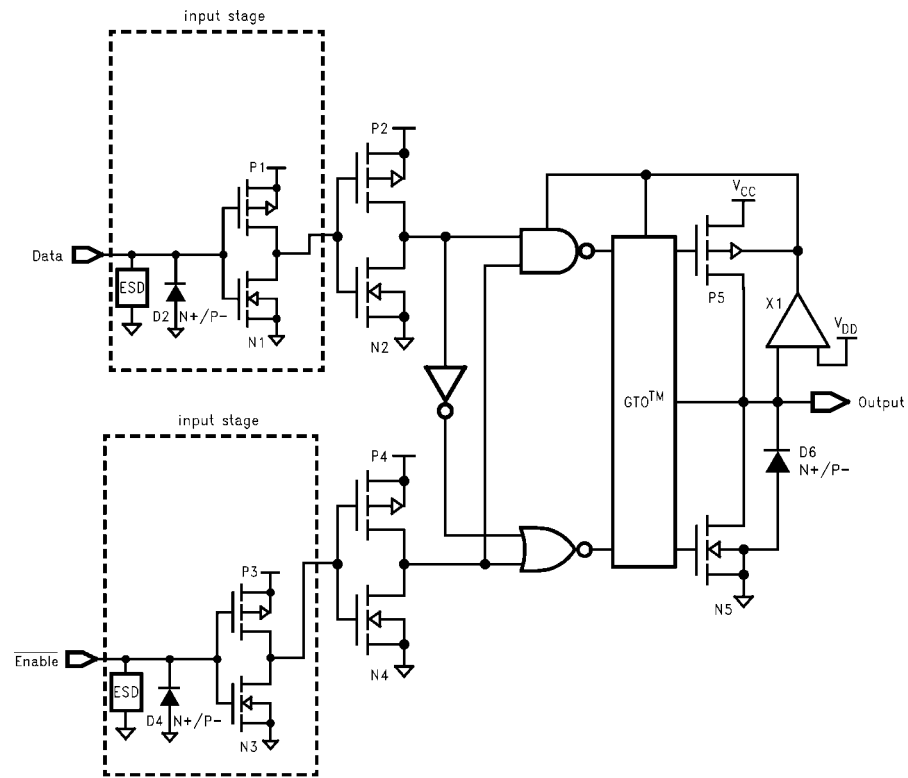 input stage
P1
P2
Data
ESD
D2 N+/P-
N1
N2
V_CC
P5
X1
V_DD
GTO™
Output
D6
N+/P-
N5
input stage
P3
P4
Enable
ESD
D4 N+/P-
N3
N4